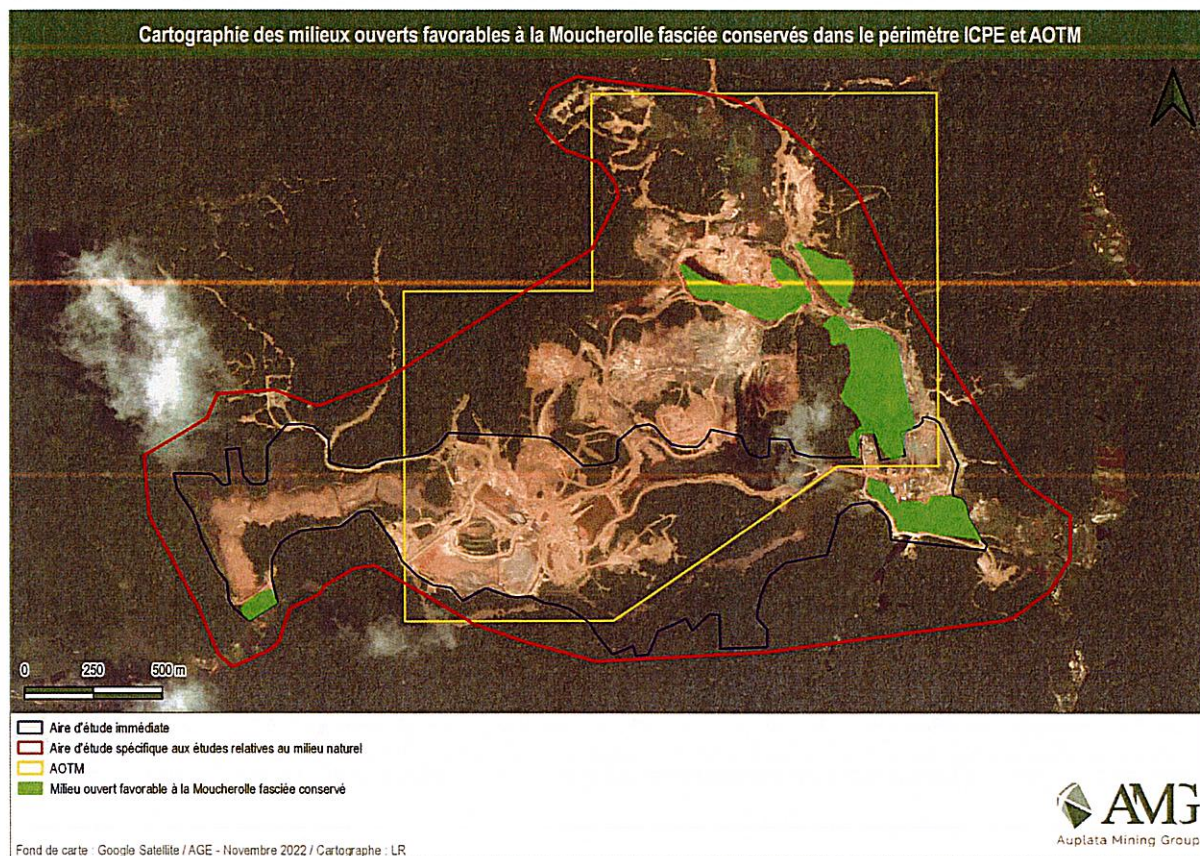 Cartographie des milieux ouverts favorables à la Moucherolle fasciée conservés dans le périmètre ICPE et AOTM
0 250 500 m
Aire d'étude immédiate
Aire d'étude spécifique aux études relatives au milieu naturel
AOTM
Milieu ouvert favorable à la Moucherolle fasciée conservé
AMG
Auplata Mining Group
Fond de carte : Google Satellite / AGE - Novembre 2022 / Cartographe : LR